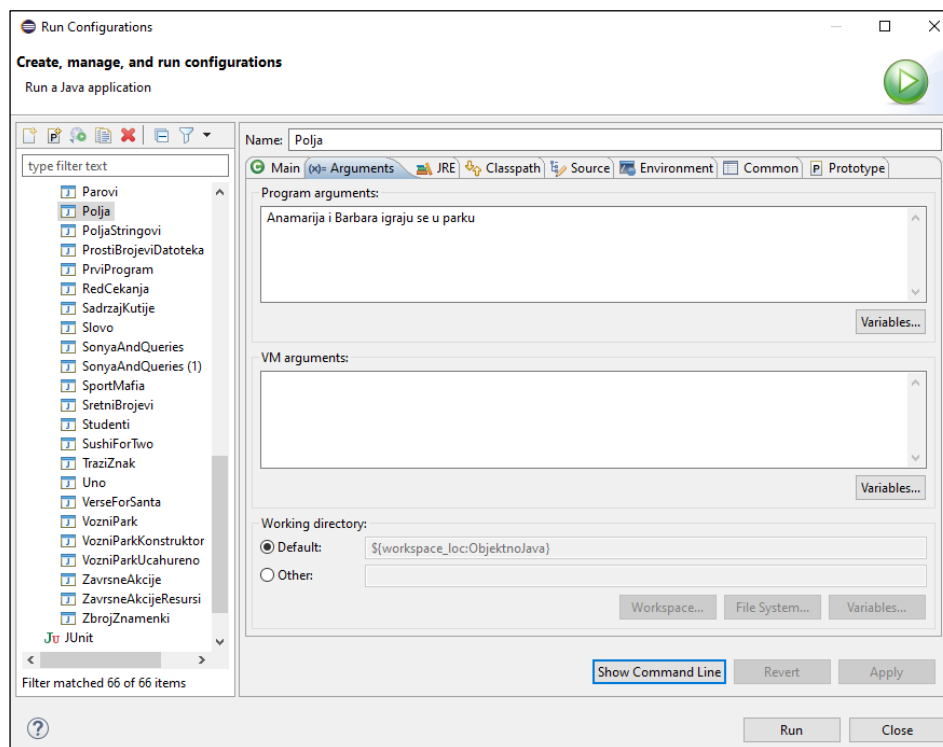 Run Configurations
Create, manage, and run configurations
Run a Java application
type filter text
Parovi
Polja
PoljaStringovi
ProstiBrojeviDatoteka
PrviProgram
RedCekanja
SadrzajKutije
Slovo
SonyaAndQueries
SonyaAndQueries (1)
SportMafia
SretniBrojevi
Studenti
SushiForTwo
TraziZnak
Uno
VerseForSanta
VozniPark
VozniParkKonstruktor
VozniParkUcahureno
ZavrsneAkcije
ZavrsneAkcijeResursi
ZbrojZnamenki
JU JUnit
Filter matched 66 of 66 items
Name: Polja
Main (x)= Arguments JRE Classpath Source Environment Common P Prototype
Program arguments:
Anamarija i Barbara igraju se u parku
Variables...
VM arguments:
Variables...
Working directory:
Default: ${workspace_loc:ObjektnoJava}
Other:
Workspace... File System... Variables...
Show Command Line Revert Apply
Run Close